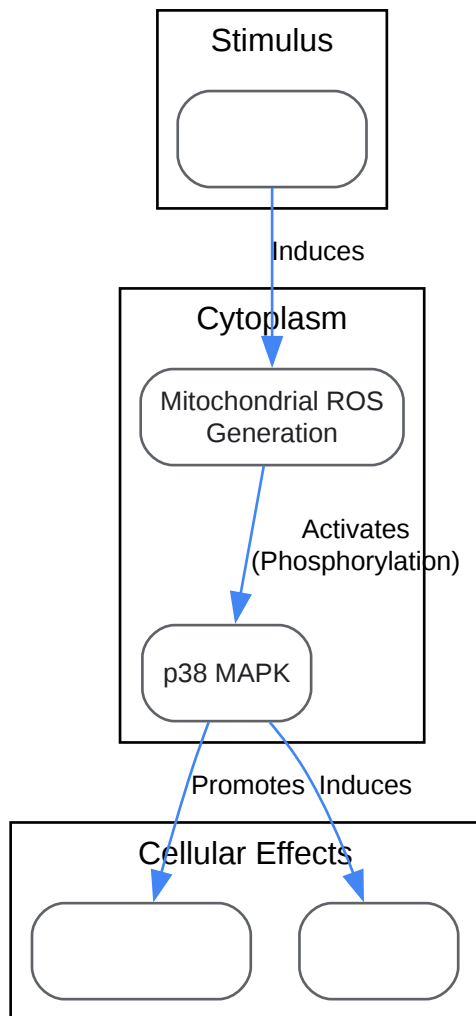 Stimulus
Induces
Cytoplasm
Mitochondrial ROS
Generation
Activates
(Phosphorylation)
p38 MAPK
Promotes
Induces
Cellular Effects